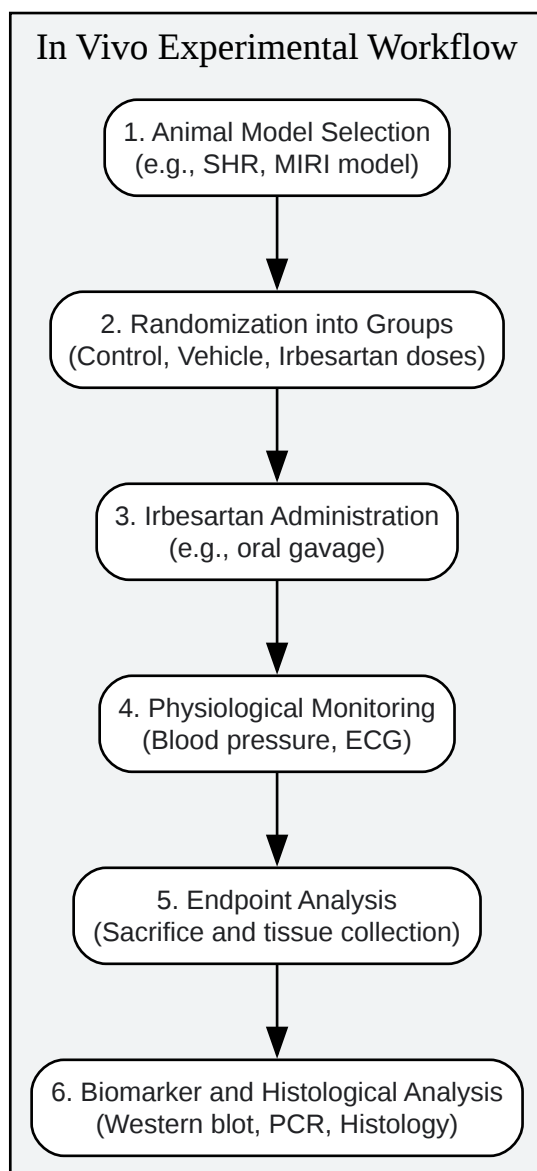 In Vivo Experimental Workflow
1. Animal Model Selection
(e.g., SHR, MIRI model)
2. Randomization into Groups
(Control, Vehicle, Irbesartan doses)
3. Irbesartan Administration
(e.g., oral gavage)
4. Physiological Monitoring
(Blood pressure, ECG)
5. Endpoint Analysis
(Sacrifice and tissue collection)
6. Biomarker and Histological Analysis
(Western blot, PCR, Histology)